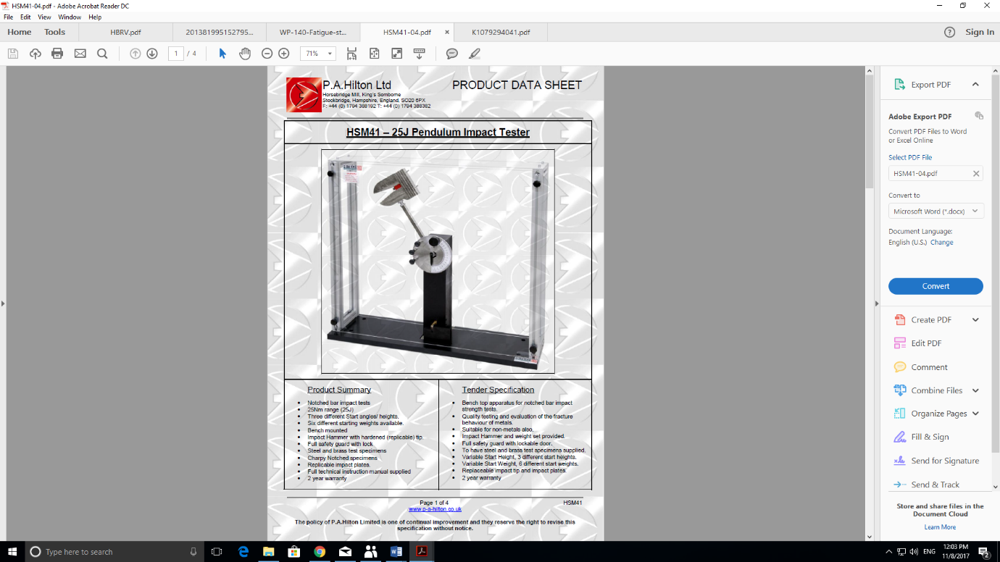 HSM41-04.pdf - Adobe Acrobat Reader DC
File Edit View Window Help
Home Tools HBRV.pdf 201381995152795... WP-140-Fatigue-st... HSM41-04.pdf × K1079294041.pdf Sign In
1 / 4 71%
P.A.Hilton Ltd PRODUCT DATA SHEET
Horsebridge Mill, King's Somborne
Stockbridge, Hampshire, England. SO20 6PX
F: +44 (0) 1794 388192 T: +44 (0) 1794 388382
HSM41 – 25J Pendulum Impact Tester
Product Summary
• Notched bar impact tests
• 25Nm range (25J)
• Three different Start angles/ heights.
• Six different starting weights available.
• Bench mounted
• Impact Hammer with hardened (replicable) tip.
• Full safety guard with lock
• Steel and brass test specimens
• Charpy Notched specimens
• Replicable impact plates.
• Full technical instruction manual supplied
• 2 year warranty
Tender Specification
• Bench top apparatus for notched bar impact
strength tests.
• Quality testing and evaluation of the fracture
behaviour of metals.
• Suitable for non-metals also.
• Impact Hammer and weight set provided.
• Full safety guard with lockable door.
• To have steel and brass test specimens supplied.
• Variable Start Height, 3 different start heights.
• Variable Start Weight, 6 different start weights.
• Replaceable impact tip and impact plates
• 2 year warranty
Page 1 of 4 HSM41
www.p-a-hilton.co.uk
The policy of P.A.Hilton Limited is one of continual improvement and they reserve the right to revise this
specification without notice.
Export PDF
Adobe Export PDF
Convert PDF Files to Word
or Excel Online
Select PDF File
HSM41-04.pdf
Convert to
Microsoft Word (*.docx)
Document Language:
English (U.S.) Change
Convert
Create PDF
Edit PDF
Comment
Combine Files
Organize Pages
Fill & Sign
Send for Signature
Send & Track
Store and share files in the
Document Cloud
Learn More
Type here to search
ENG
12:03 PM
11/8/2017
2